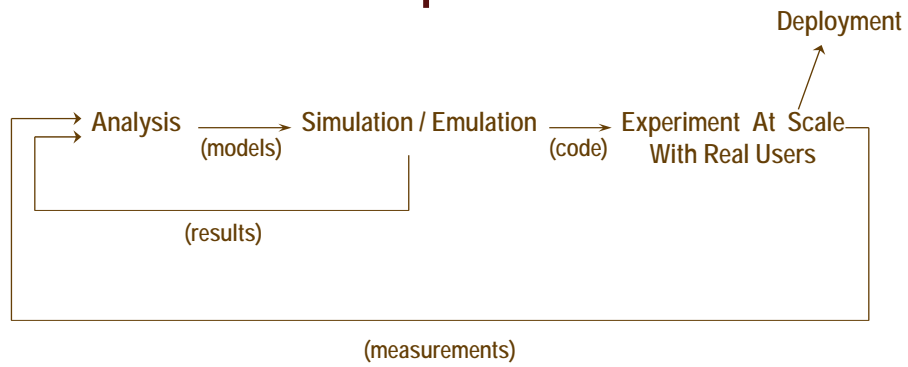 Deployment
Analysis
(models)
Simulation / Emulation
(code)
Experiment At Scale
With Real Users
(results)
(measurements)